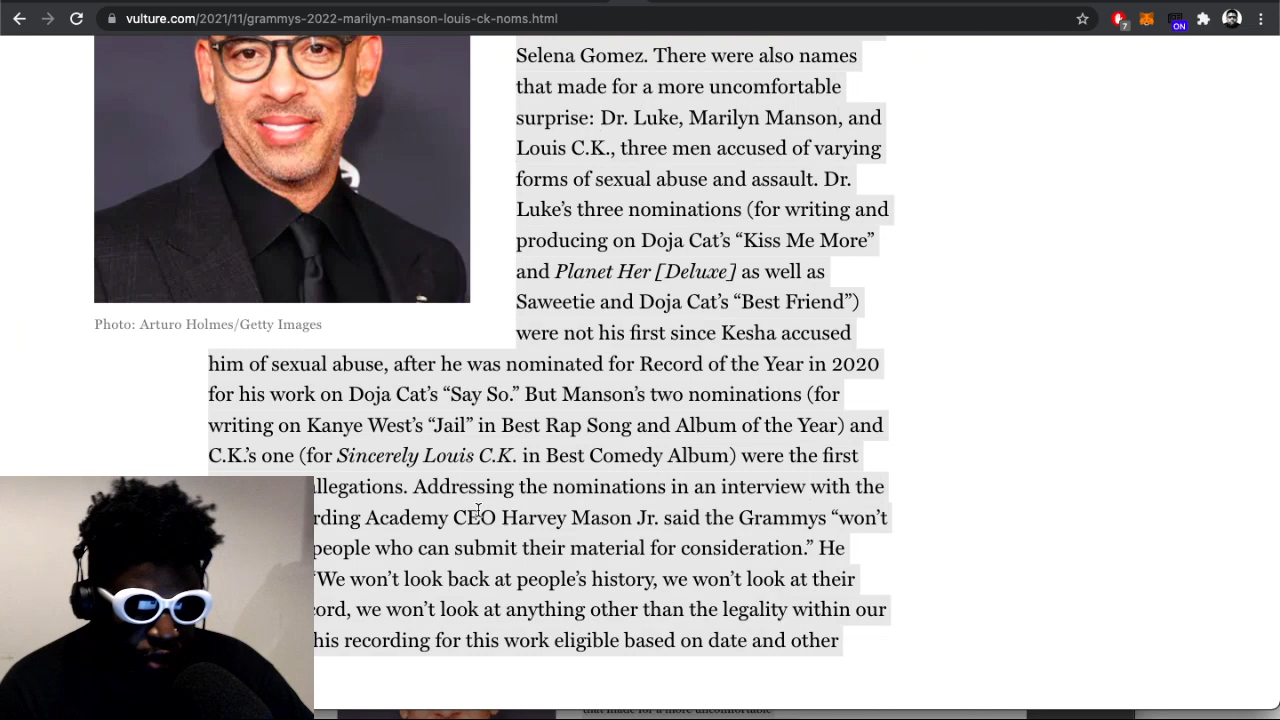 vulture.com/2021/11/grammys-2022-marilyn-manson-louis-ck-noms.html
7
ON
Selena Gomez. There were also names
that made for a more uncomfortable
surprise: Dr. Luke, Marilyn Manson, and
Louis C.K., three men accused of varying
forms of sexual abuse and assault. Dr.
Luke’s three nominations (for writing and
producing on Doja Cat’s “Kiss Me More”
and Planet Her [Deluxe] as well as
Saweetie and Doja Cat’s “Best Friend”)
were not his first since Kesha accused
Photo: Arturo Holmes/Getty Images
him of sexual abuse, after he was nominated for Record of the Year in 2020
for his work on Doja Cat’s “Say So.” But Manson’s two nominations (for
writing on Kanye West’s “Jail” in Best Rap Song and Album of the Year) and
C.K.’s one (for Sincerely Louis C.K. in Best Comedy Album) were the first
llegations. Addressing the nominations in an interview with the
rding Academy CEO Harvey Mason Jr. said the Grammys “won’t
people who can submit their material for consideration.” He
“We won’t look back at people’s history, we won’t look at their
cord, we won’t look at anything other than the legality within our
his recording for this work eligible based on date and other
that made for a more uncomfortable